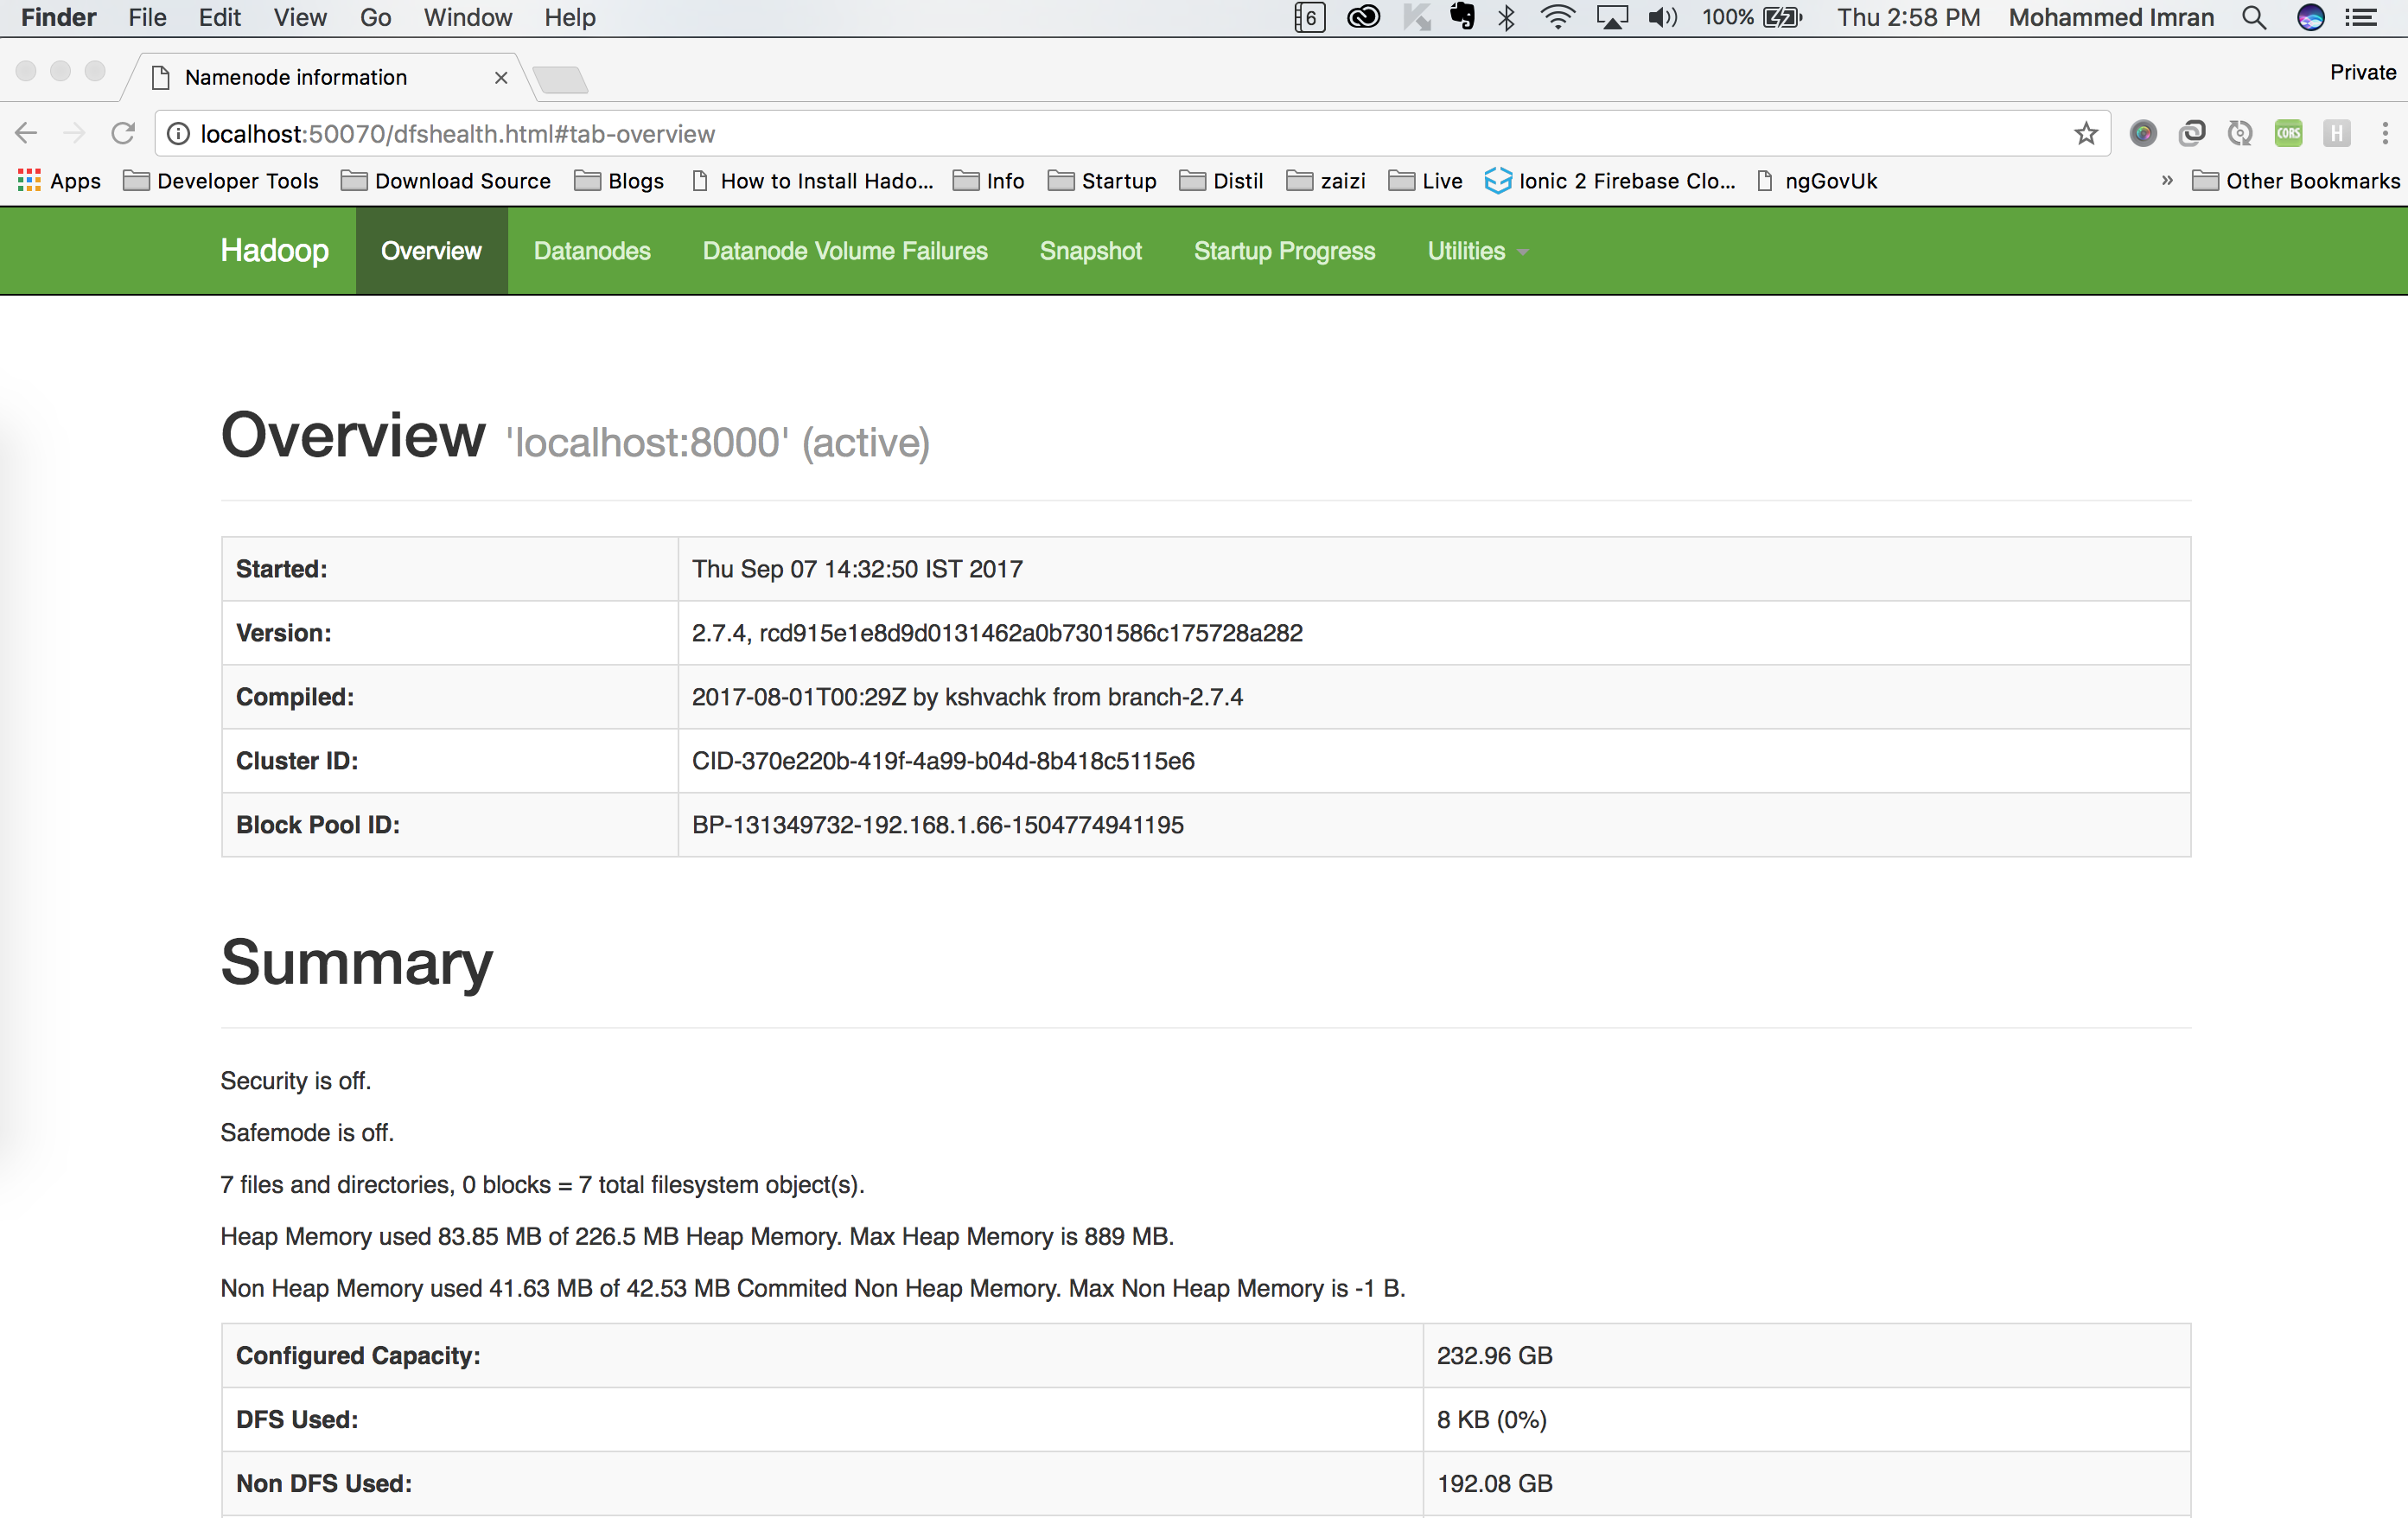 Finder File Edit View Go Window Help 6 100% Thu 2:58 PM Mohammed Imran
Namenode information Private
localhost:50070/dfshealth.html#tab-overview CORS H
Apps Developer Tools Download Source Blogs How to Install Hado... Info Startup Distil zaizi Live Ionic 2 Firebase Clo... ngGovUk » Other Bookmarks
Hadoop Overview Datanodes Datanode Volume Failures Snapshot Startup Progress Utilities
Overview 'localhost:8000' (active)
Started: Thu Sep 07 14:32:50 IST 2017
Version: 2.7.4, rcd915e1e8d9d0131462a0b7301586c175728a282
Compiled: 2017-08-01T00:29Z by kshvachk from branch-2.7.4
Cluster ID: CID-370e220b-419f-4a99-b04d-8b418c5115e6
Block Pool ID: BP-131349732-192.168.1.66-1504774941195
Summary
Security is off.
Safemode is off.
7 files and directories, 0 blocks = 7 total filesystem object(s).
Heap Memory used 83.85 MB of 226.5 MB Heap Memory. Max Heap Memory is 889 MB.
Non Heap Memory used 41.63 MB of 42.53 MB Commited Non Heap Memory. Max Non Heap Memory is -1 B.
Configured Capacity: 232.96 GB
DFS Used: 8 KB (0%)
Non DFS Used: 192.08 GB